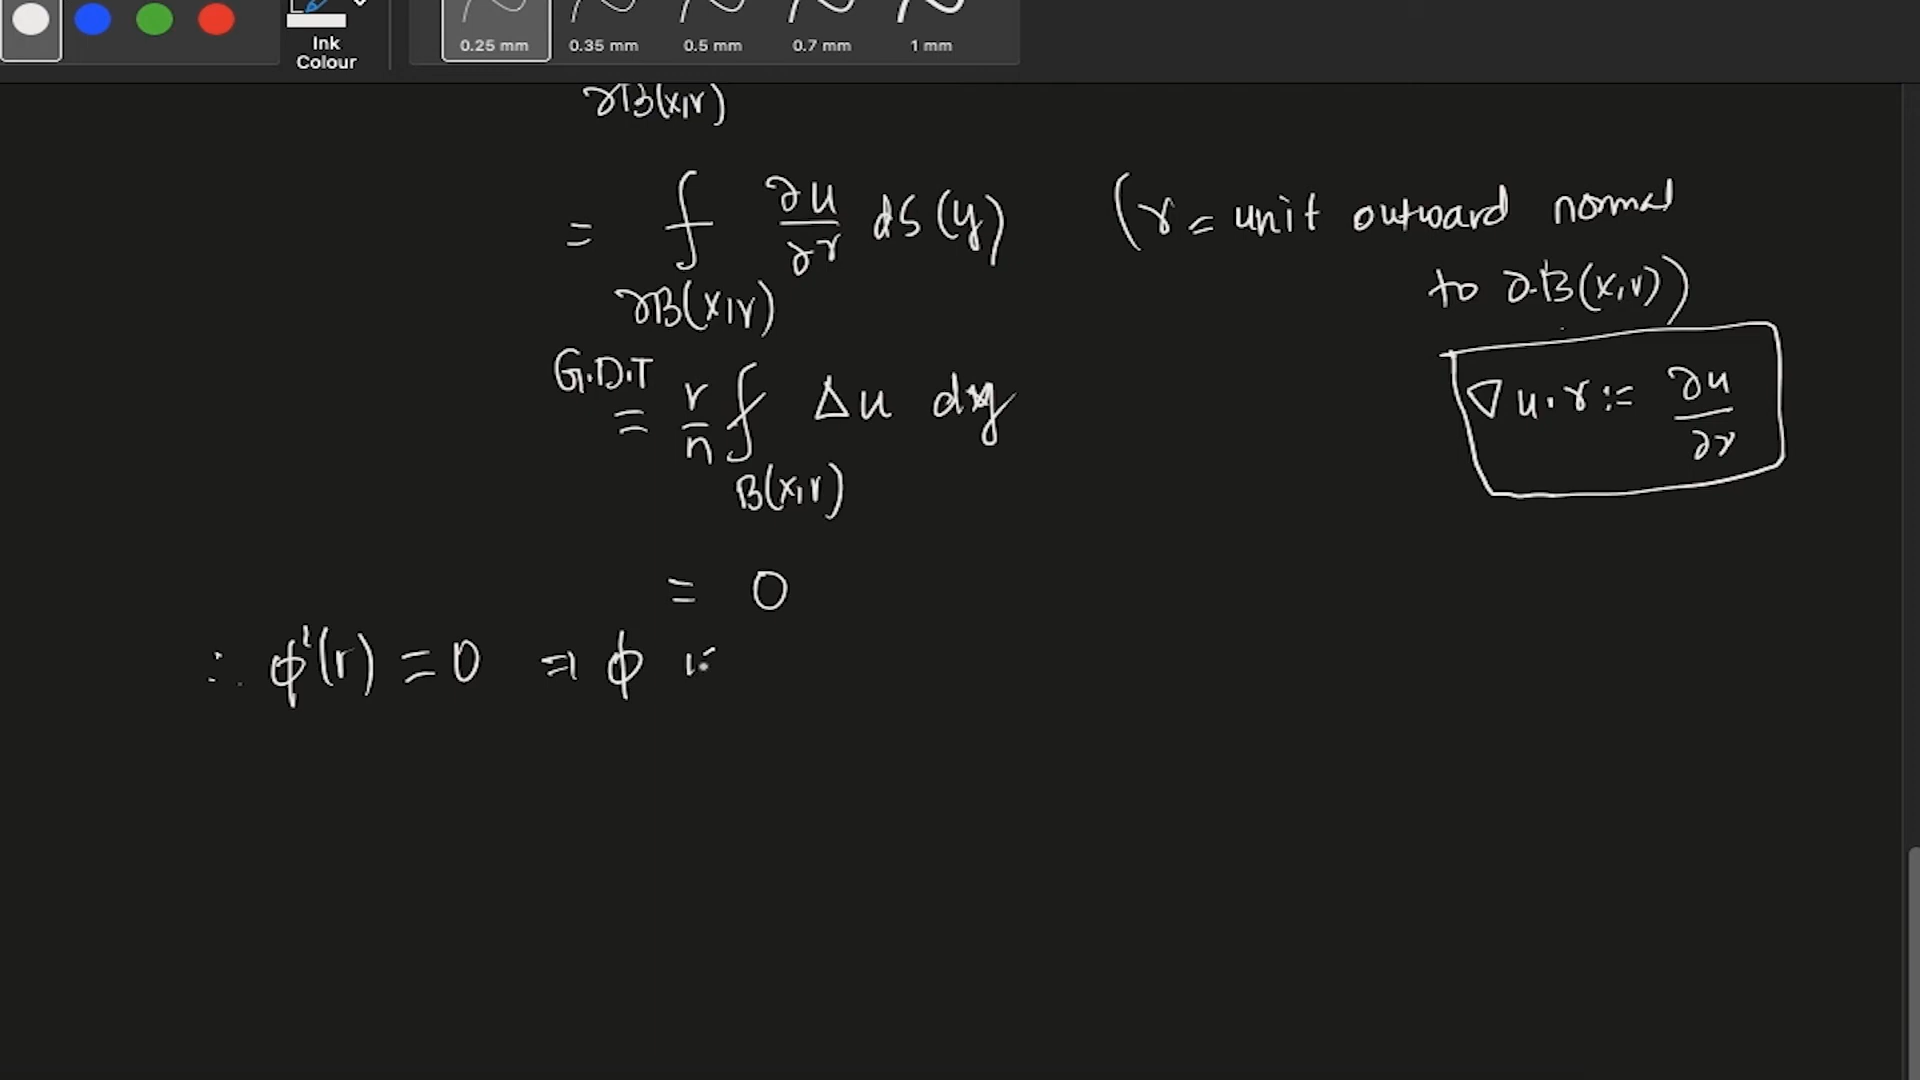 Ink
Colour
0.25 mm 0.35 mm 0.5 mm 0.7 mm 1 mm
∂B(x,r)
= ⨍ ∂u/∂γ dS(y) (γ = unit outward normal
∂B(x,r) to ∂B(x,r))
G.D.T
= r/n ⨍ Δu dy ∇u·γ := ∂u/∂γ
B(x,r)
= 0
∴ φ'(r) = 0 ⇒ φ is